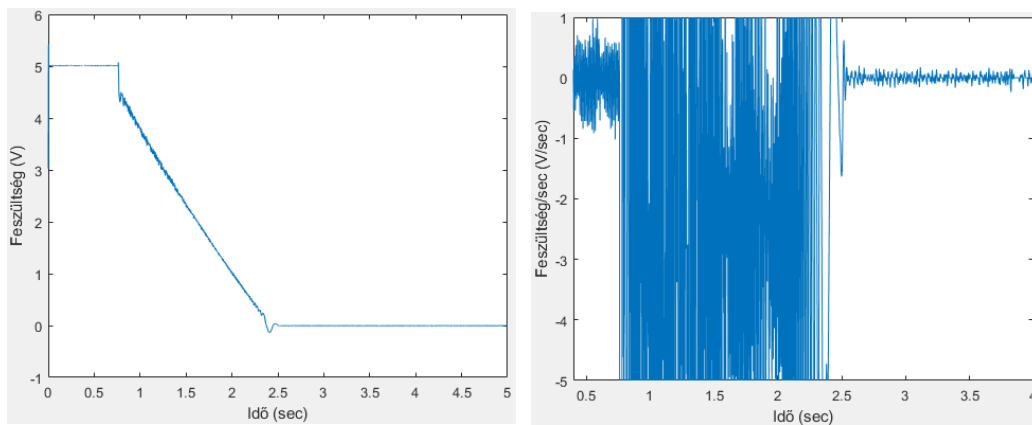 6
5
4
3
2
1
0
-1
Feszültség (V)
0 0.5 1 1.5 2 2.5 3 3.5 4 4.5 5
Idő (sec)
1
0
-1
-2
-3
-4
-5
Feszültség/sec (V/sec)
0.5 1 1.5 2 2.5 3 3.5 4
Idő (sec)